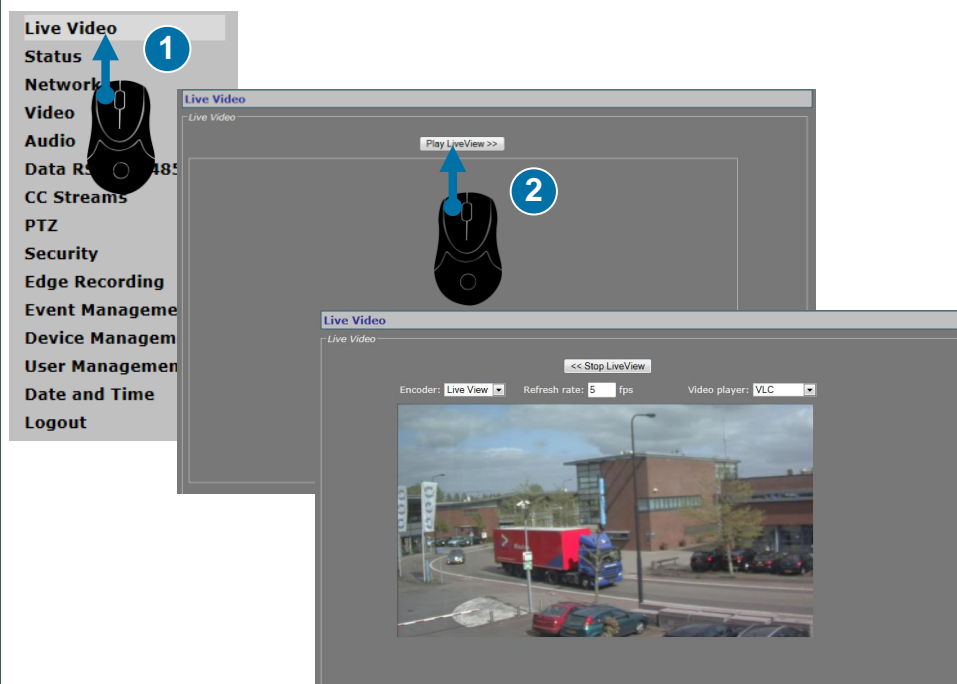 Live Video
Status
Network
Video
Audio
Data RS 485
CC Streams
PTZ
Security
Edge Recording
Event Manageme
Device Managem
User Managemen
Date and Time
Logout
1
Live Video
Live Video
Play LiveView >>
2
Live Video
Live Video
<< Stop LiveView
Encoder: Live View Refresh rate: 5 fps Video player: VLC